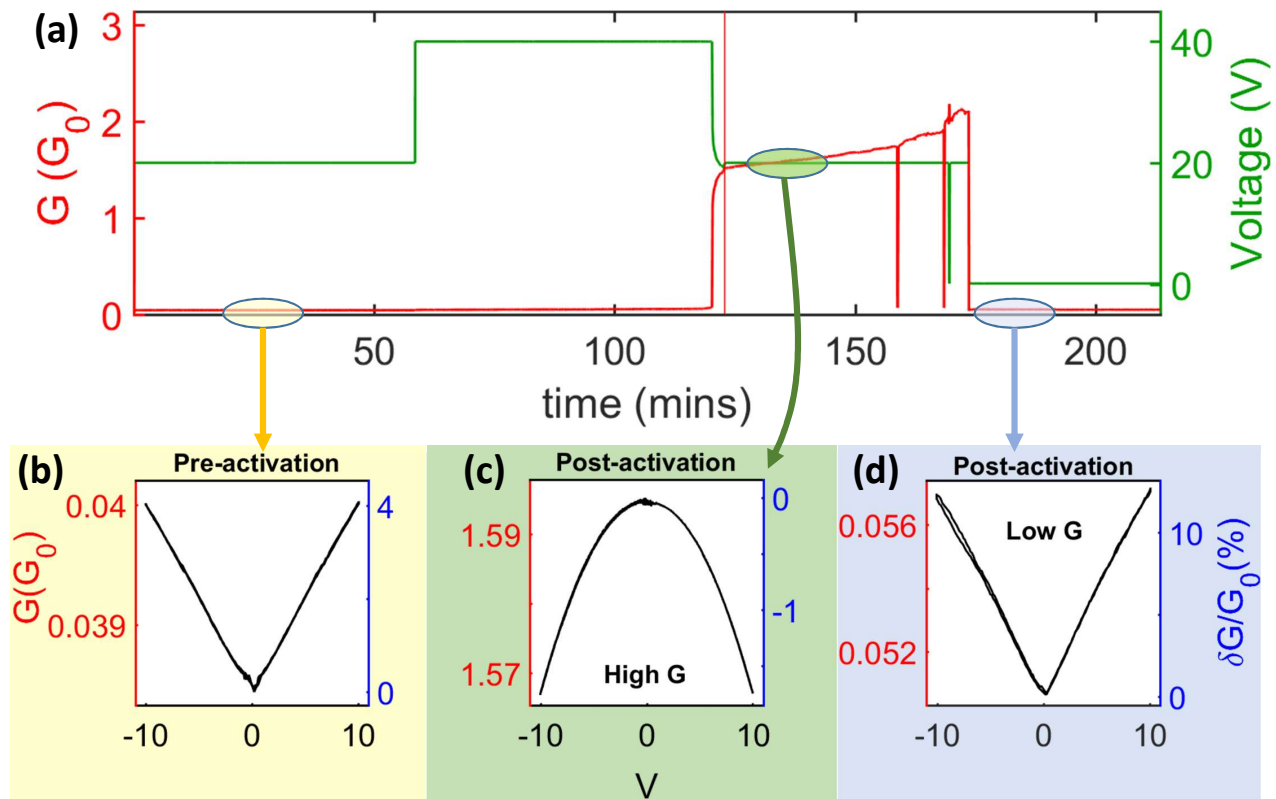 (a)
3
2
1
0
G (G₀)
40
20
0
Voltage (V)
50 100 150 200
time (mins)
(b)
Pre-activation
0.04
0.039
G(G₀)
4
0
-10 0 10
(c)
Post-activation
1.59
1.57
0
-1
High G
-10 0 10
V
(d)
Post-activation
0.056
0.052
Low G
10
0
δG/G₀(%)
-10 0 10